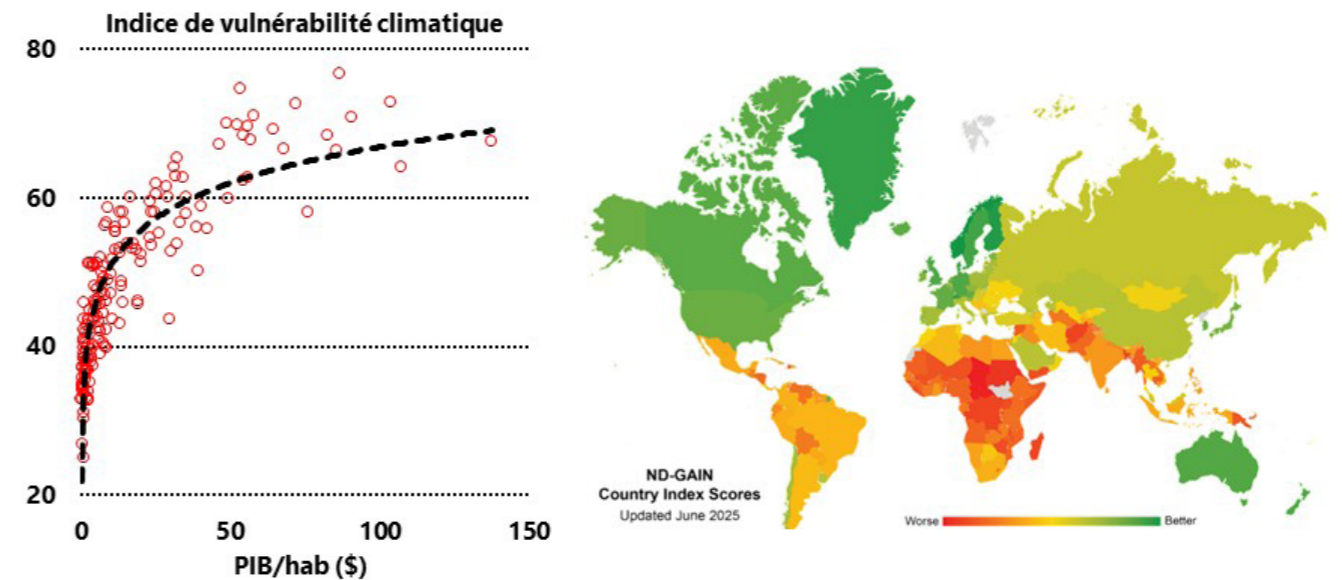 Indice de vulnérabilité climatique
80
60
40
20
0 50 100 150
PIB/hab ($)
ND-GAIN
Country Index Scores
Updated June 2025
Worse Better